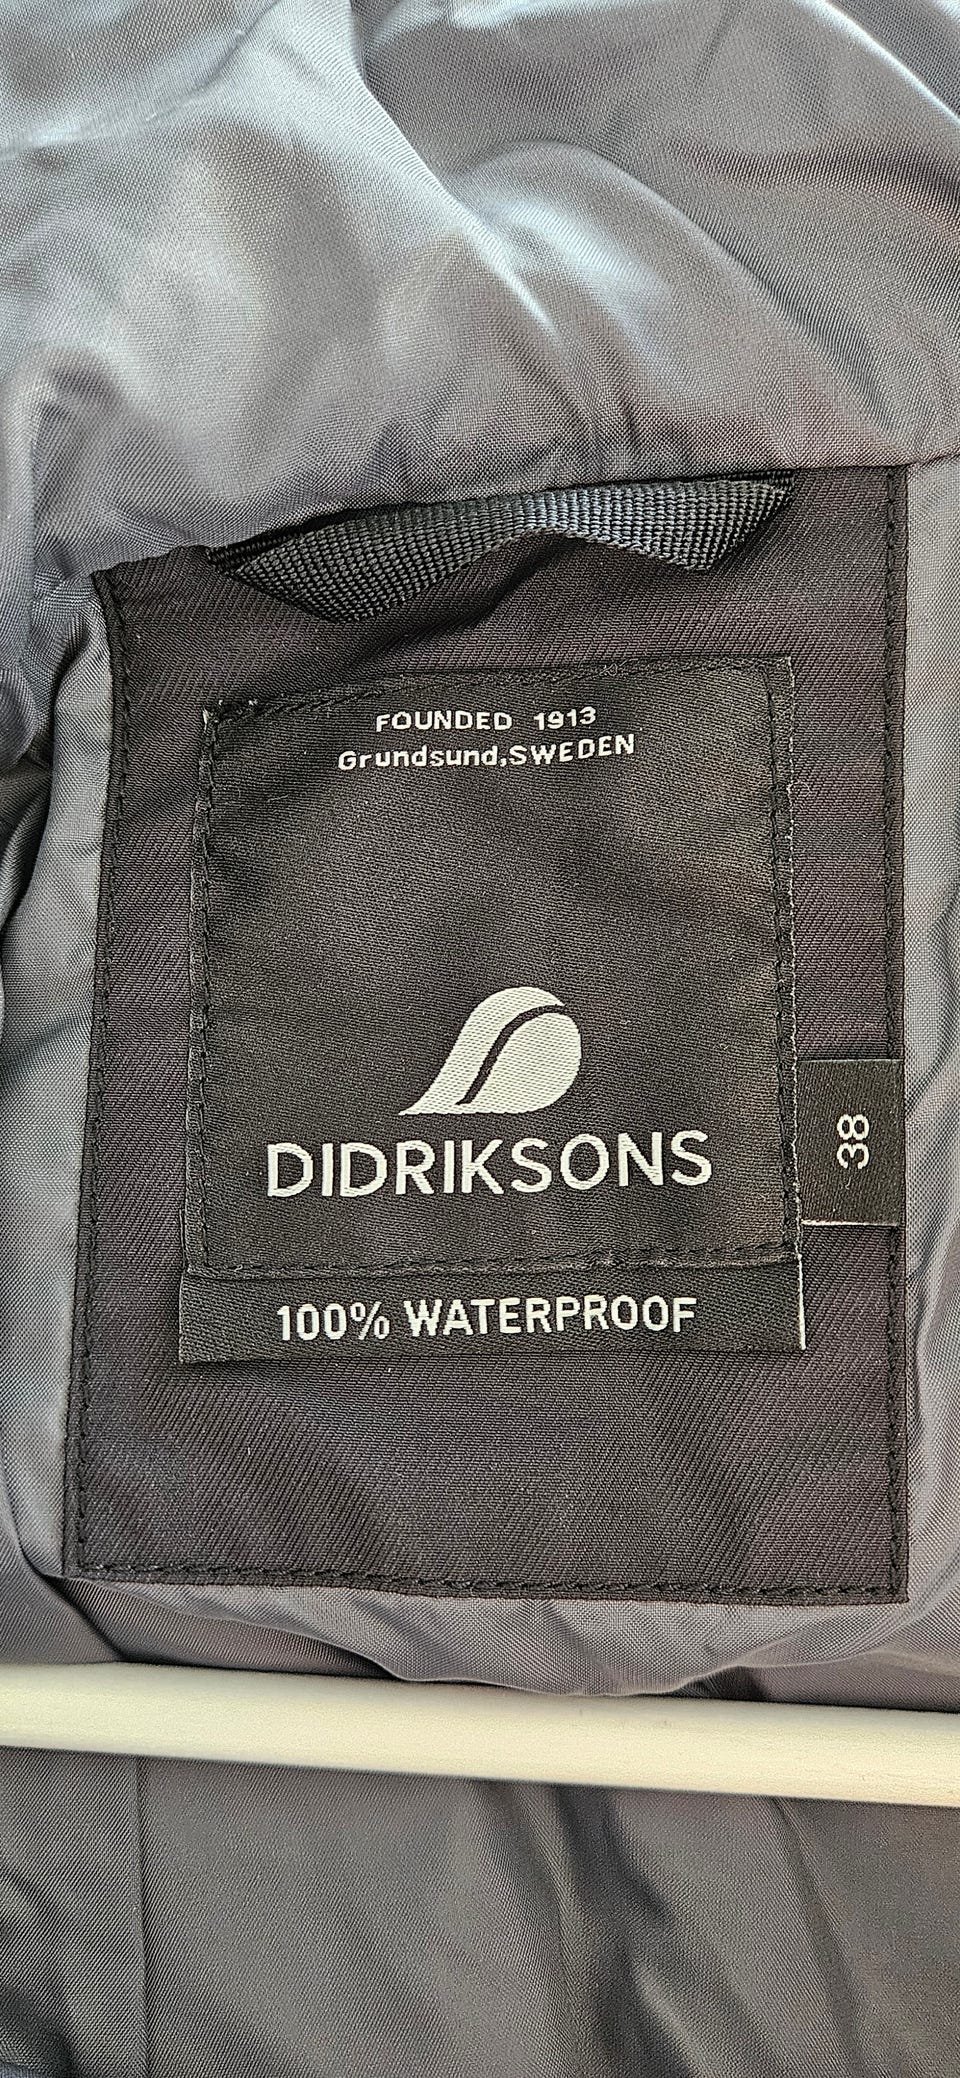 FOUNDED 1913
Grundsund,SWEDEN
DIDRIKSONS
38
100% WATERPROOF